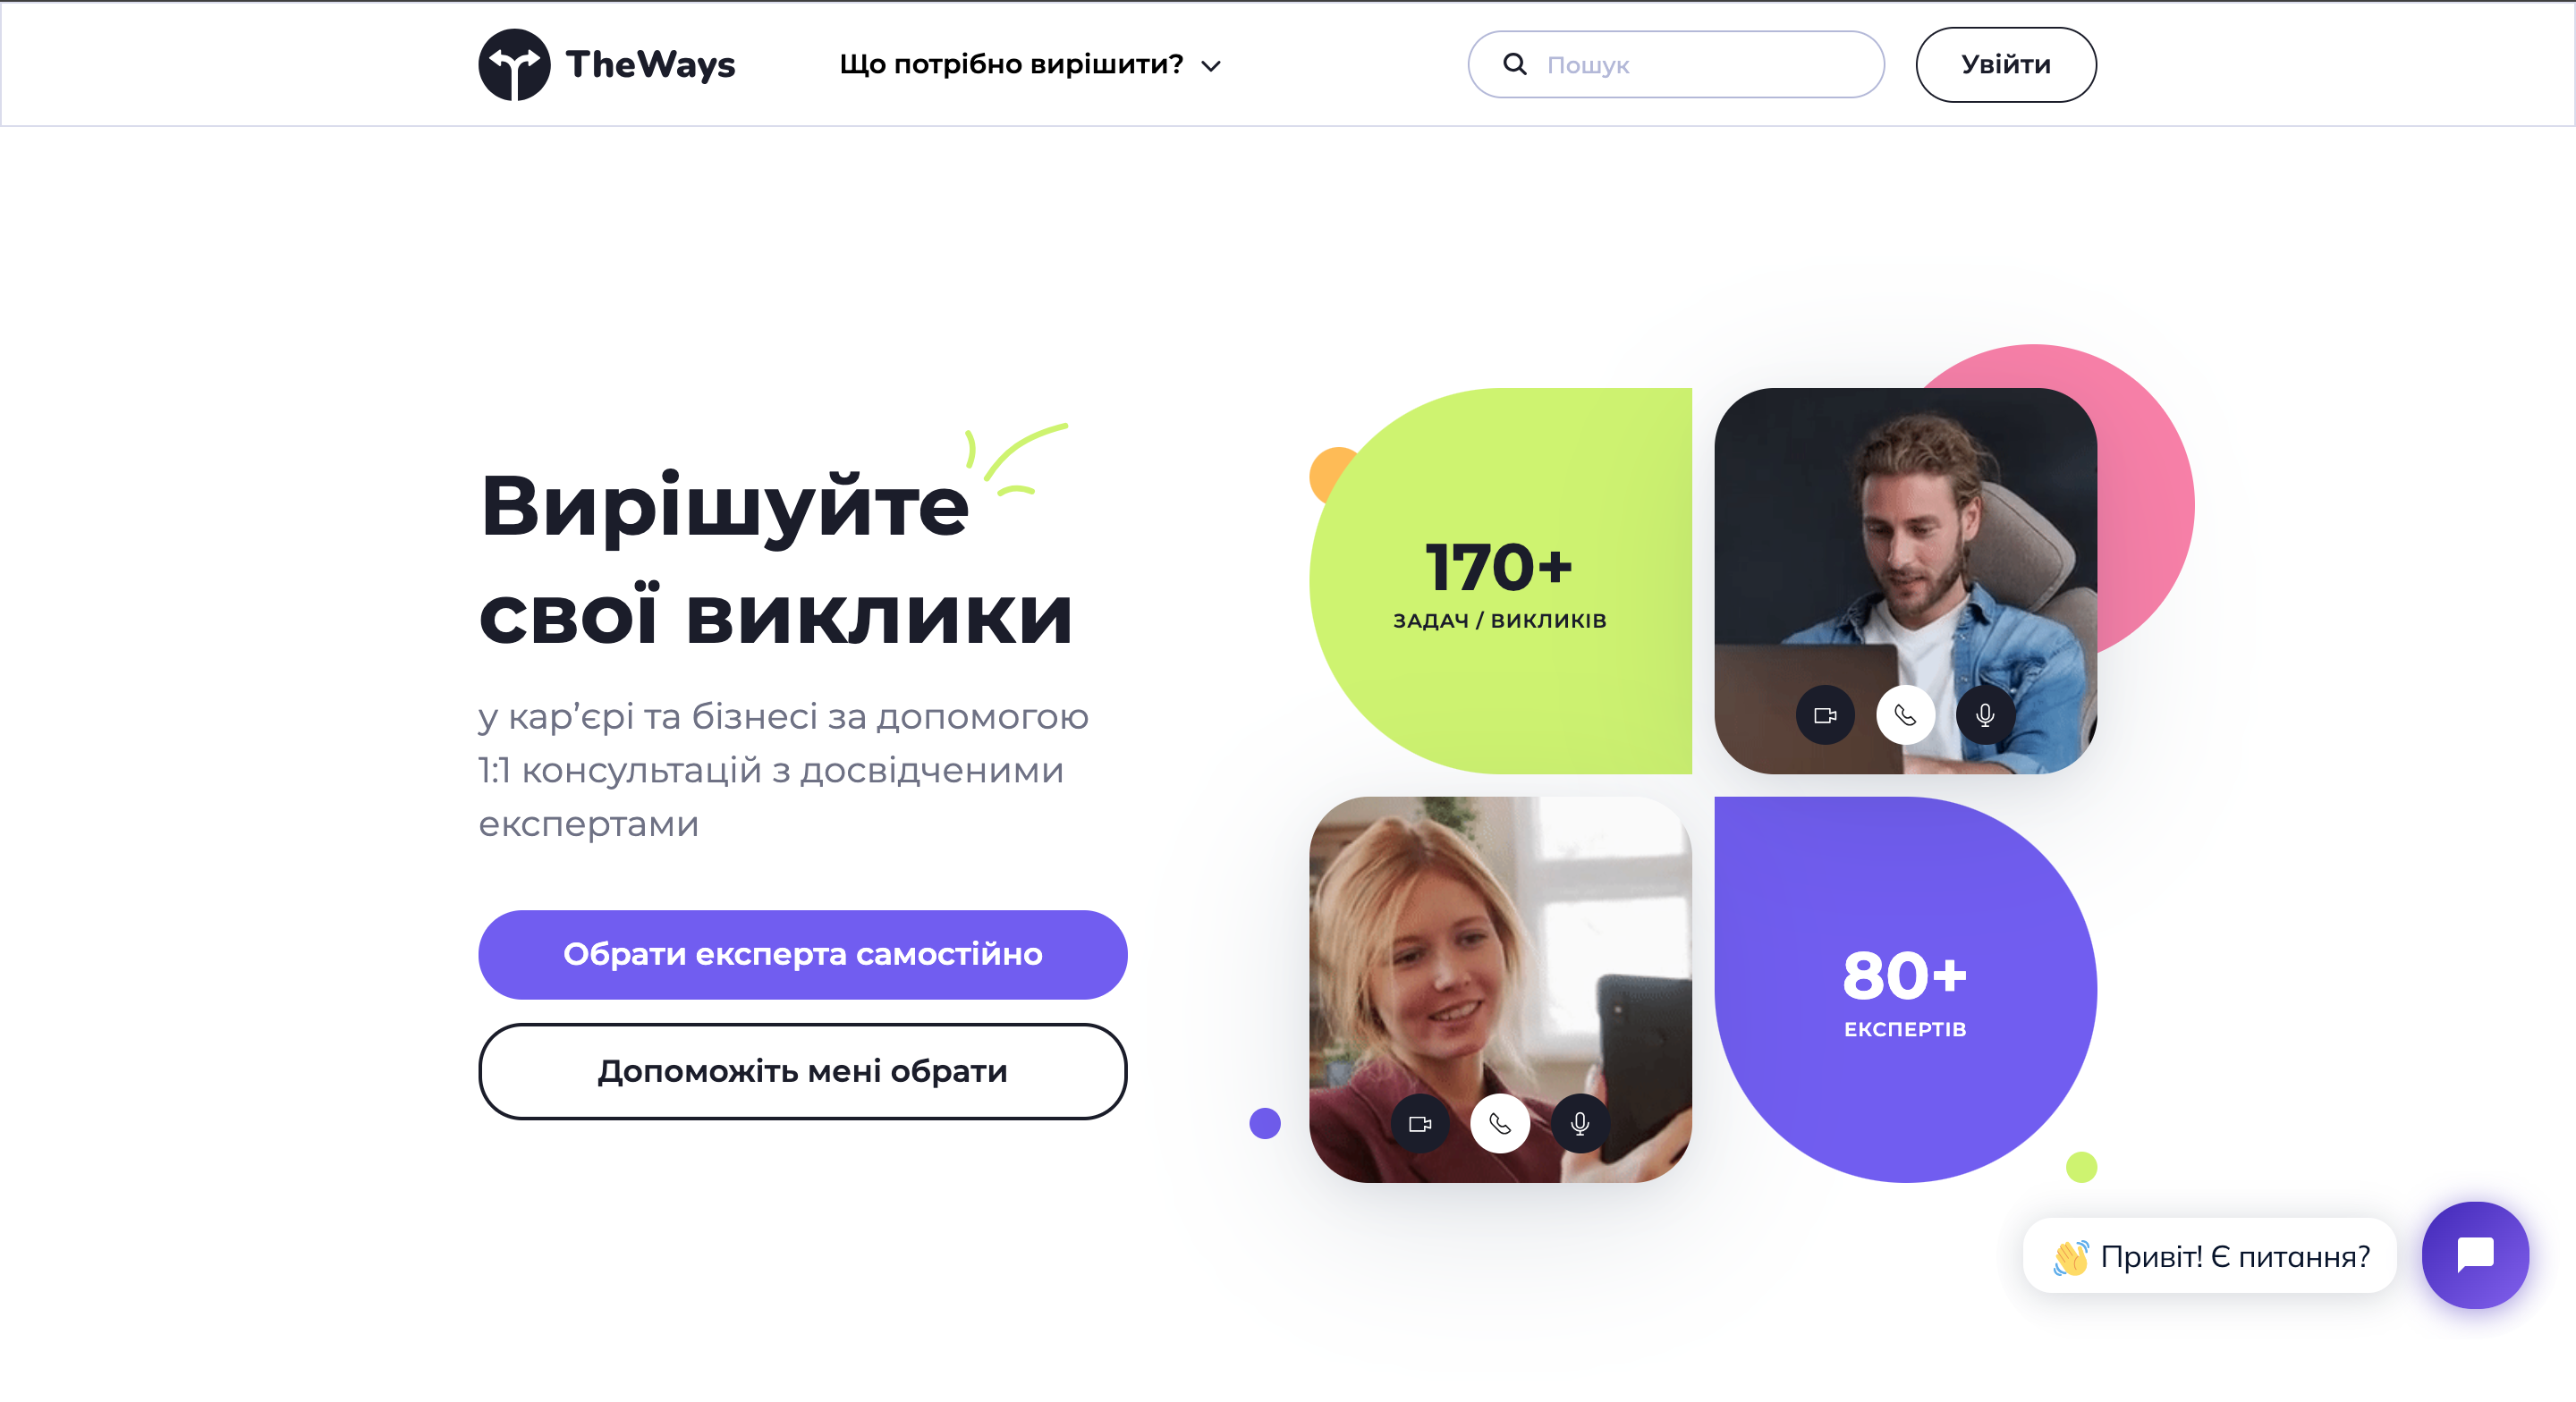 TheWays
Що потрібно вирішити?
Пошук
Увійти
Вирішуйте
свої виклики
у кар’єрі та бізнесі за допомогою
1:1 консультацій з досвідченими
експертами
Обрати експерта самостійно
Допоможіть мені обрати
170+
ЗАДАЧ / ВИКЛИКІВ
80+
ЕКСПЕРТІВ
👋 Привіт! Є питання?